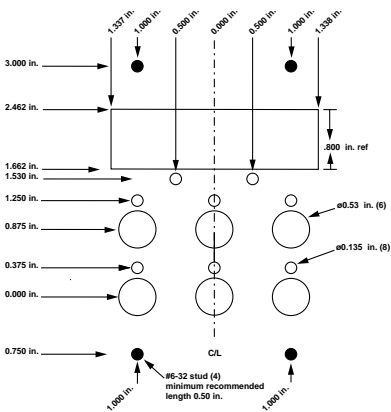 1.337 in.
1.000 in.
0.500 in.
0.000 in.
0.500 in.
1.000 in.
1.338 in.
3.000 in.
2.462 in.
.800 in. ref
1.662 in.
1.530 in.
1.250 in.
ø0.53 in. (6)
0.875 in.
0.375 in.
ø0.135 in. (8)
0.000 in.
0.750 in.
C/L
#6-32 stud (4)
minimum recommended
length 0.50 in.
1.000 in.
1.000 in.